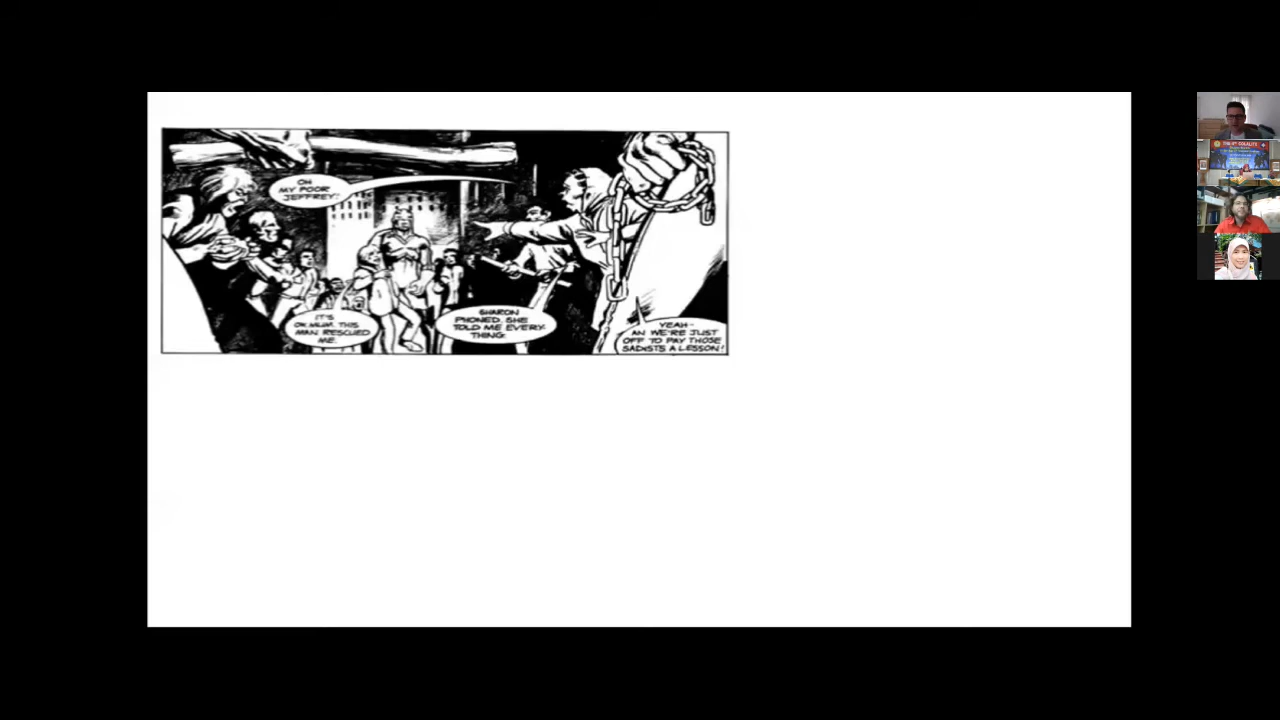 OH
MY POOR
JEFFREY!
IT'S
OK MUM. THIS
MAN RESCUED
ME.
SHARON
PHONED. SHE
TOLD ME EVERY-
THING.
YEAH-
AN WE'RE JUST
OFF TO PAY THOSE
SADISTS A LESSON!